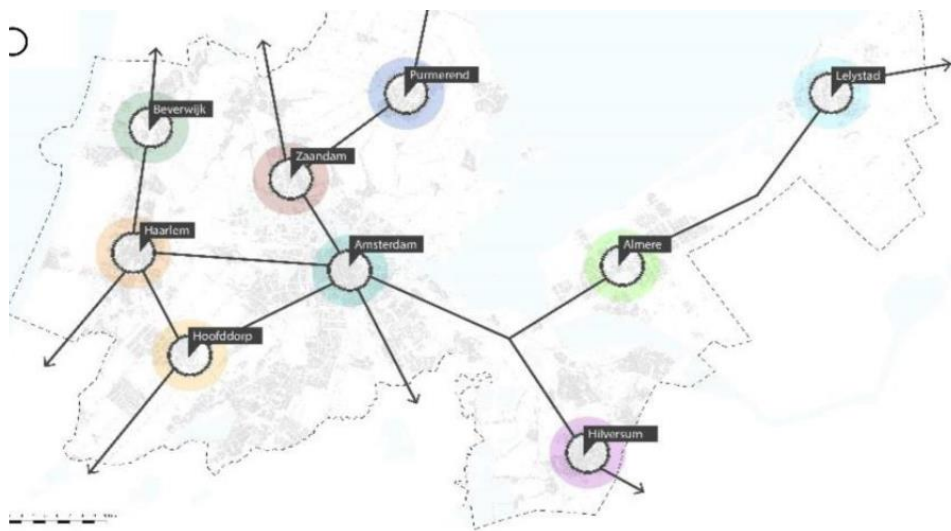 Purmerend
Lelystad
Beverwijk
Zaandam
Haarlem
Amsterdam
Almere
Hoofddorp
Hilversum